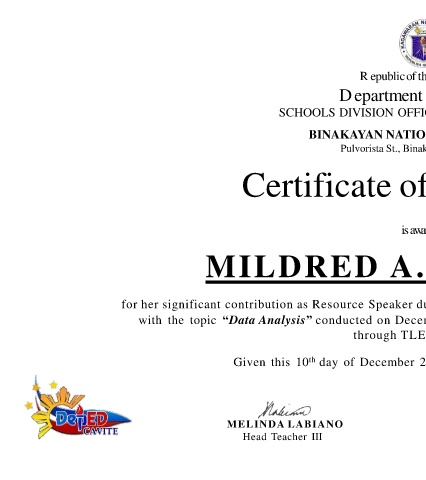 Republic of th
Department
SCHOOLS DIVISION OFFI
BINAKAYAN NATIO
Pulvorista St., Binak
Certificate of
is awa
MILDRED A.
for her significant contribution as Resource Speaker du
with the topic “Data Analysis” conducted on Decem
through TLE
Given this 10th day of December 2
DepED
CAVITE
MELINDA LABIANO
Head Teacher III